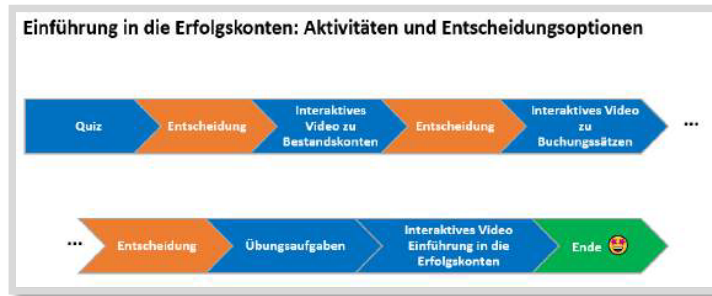 Einführung in die Erfolgskonten: Aktivitäten und Entscheidungsoptionen
Quiz
Entscheidung
Interaktives
Video zu
Bestandskonten
Entscheidung
Interaktives Video
zu
Buchungssätzen
...
...
Entscheidung
Übungsaufgaben
Interaktives Video
Einführung in die
Erfolgskonten
Ende 🤩